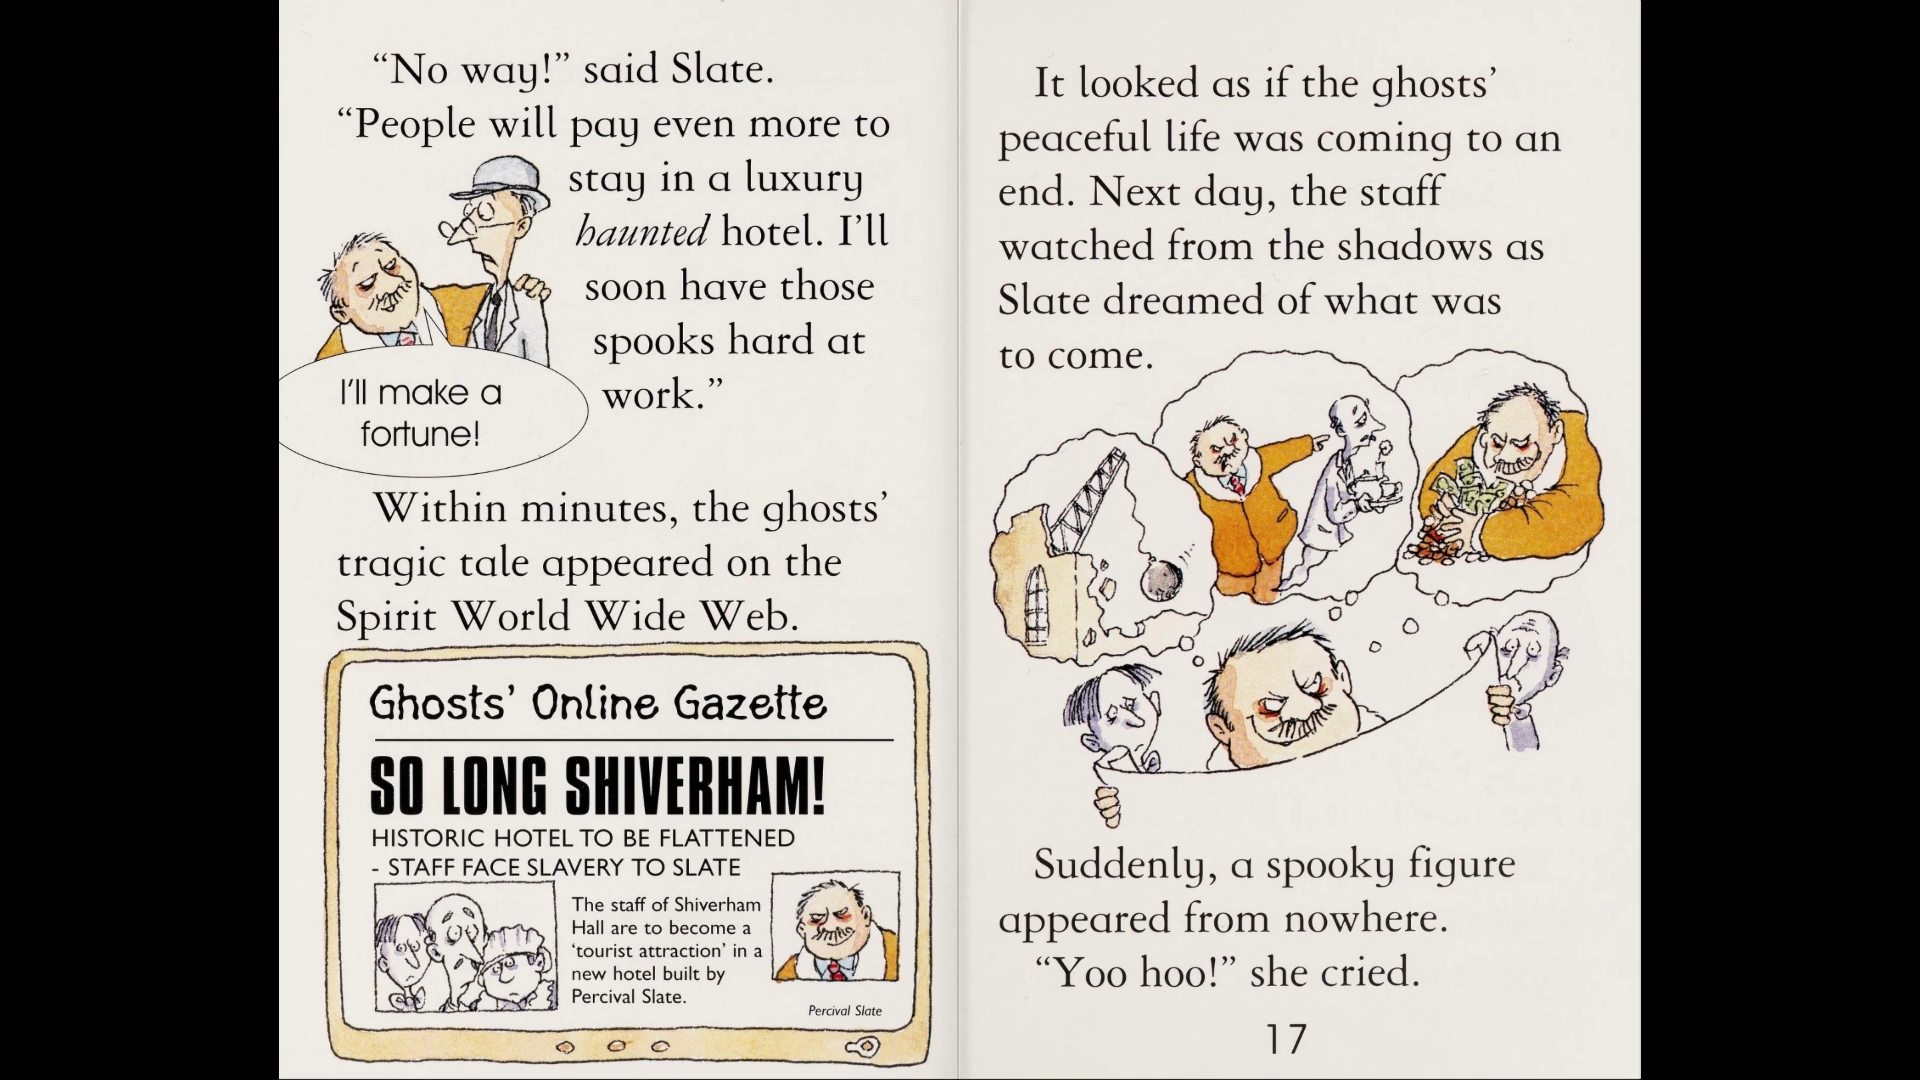 “No way!” said Slate.
“People will pay even more to
stay in a luxury
haunted hotel. I’ll
soon have those
spooks hard at
work.”
I’ll make a
fortune!
Within minutes, the ghosts’
tragic tale appeared on the
Spirit World Wide Web.
Ghosts’ Online Gazette
SO LONG SHIVERHAM!
HISTORIC HOTEL TO BE FLATTENED
- STAFF FACE SLAVERY TO SLATE
The staff of Shiverham
Hall are to become a
‘tourist attraction’ in a
new hotel built by
Percival Slate.
Percival Slate
It looked as if the ghosts’
peaceful life was coming to an
end. Next day, the staff
watched from the shadows as
Slate dreamed of what was
to come.
Suddenly, a spooky figure
appeared from nowhere.
“Yoo hoo!” she cried.
17